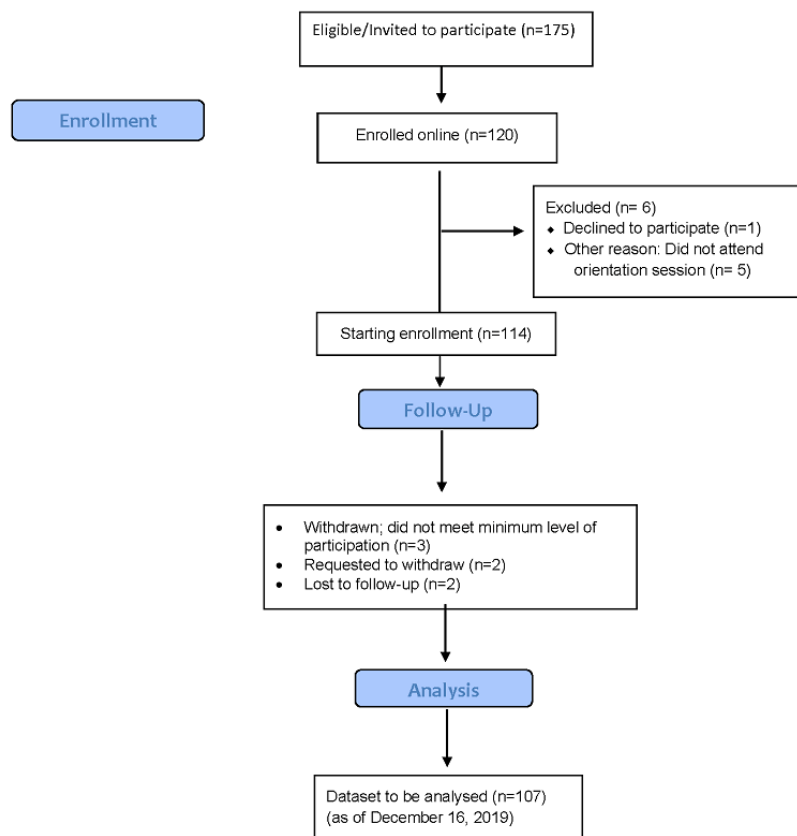 Eligible/Invited to participate (n=175)
Enrollment
Enrolled online (n=120)
Excluded (n= 6)
◆ Declined to participate (n=1)
◆ Other reason: Did not attend
orientation session (n= 5)
Starting enrollment (n=114)
Follow-Up
• Withdrawn; did not meet minimum level of
participation (n=3)
• Requested to withdraw (n=2)
• Lost to follow-up (n=2)
Analysis
Dataset to be analysed (n=107)
(as of December 16, 2019)